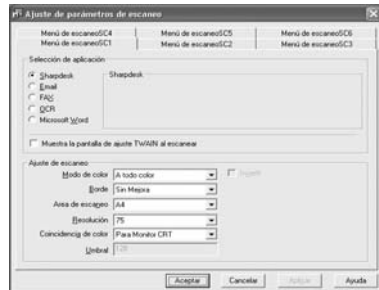 Ajuste de parámetros de escaneo
Menú de escaneoSC4 Menú de escaneoSC5 Menú de escaneoSC6
Menú de escaneoSC1 Menú de escaneoSC2 Menú de escaneoSC3
Selección de aplicación
Sharpdesk
Email
FAX
OCR
Microsoft Word
Sharpdesk
Muestra la pantalla de ajuste TWAIN al escanear
Ajuste de escaneo
Modo de color A todo color
Borde Sin Mejora
Area de escaneo A4
Resolución 75
Coincidencia de color Para Monitor CRT
Umbral 128
Aceptar Cancelar Aplicar Ayuda